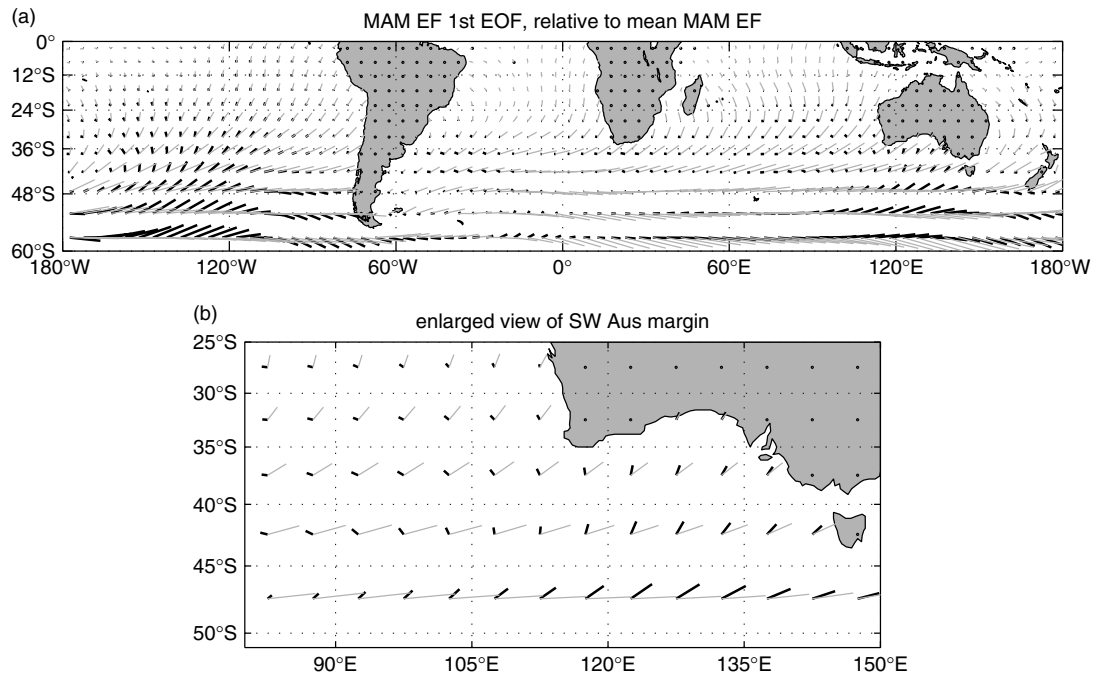 (a)
MAM EF 1st EOF, relative to mean MAM EF
0°
12°S
24°S
36°S
48°S
60°S
180°W 120°W 60°W 0° 60°E 120°E 180°W
(b)
enlarged view of SW Aus margin
25°S
30°S
35°S
40°S
45°S
50°S
90°E 105°E 120°E 135°E 150°E